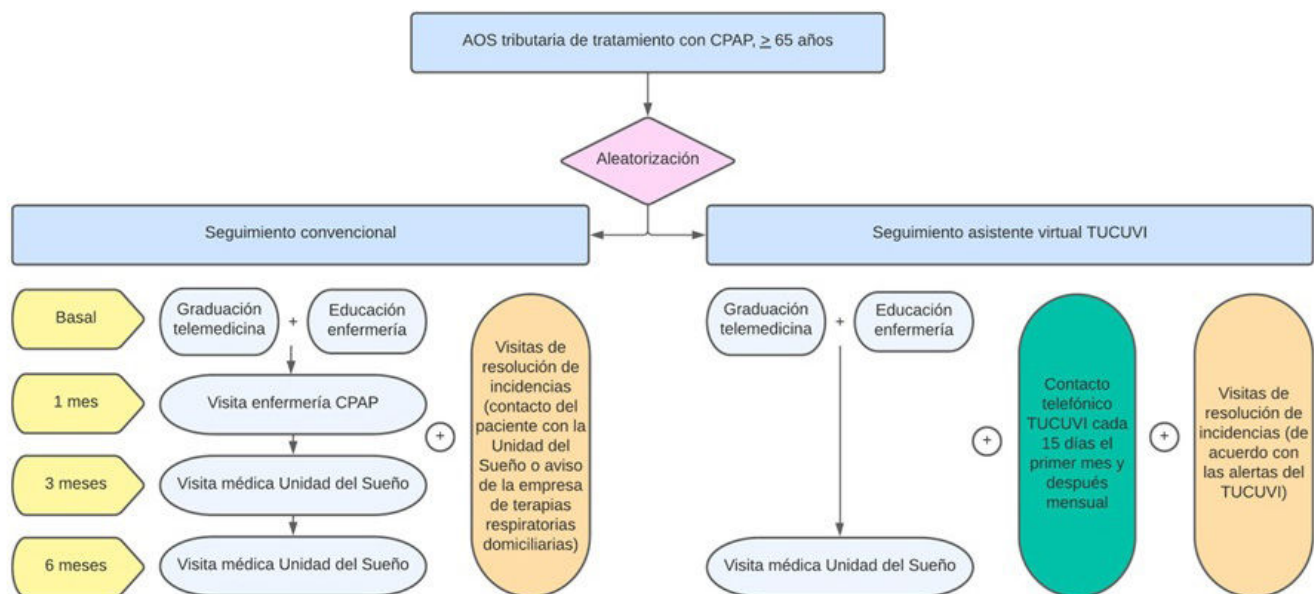 AOS tributaria de tratamiento con CPAP, ≥ 65 años
Aleatorización
Seguimiento convencional
Seguimiento asistente virtual TUCUVI
Basal
Graduación
telemedicina
+
Educación
enfermería
1 mes
Visita enfermería CPAP
3 meses
Visita médica Unidad del Sueño
6 meses
Visita médica Unidad del Sueño
+
Visitas de
resolución de
incidencias
(contacto del
paciente con la
Unidad del
Sueño o aviso
de la empresa
de terapias
respiratorias
domiciliarias)
Graduación
telemedicina
+
Educación
enfermería
Visita médica Unidad del Sueño
+
Contacto
telefónico
TUCUVI cada
15 días el
primer mes y
después
mensual
+
Visitas de
resolución de
incidencias (de
acuerdo con
las alertas del
TUCUVI)